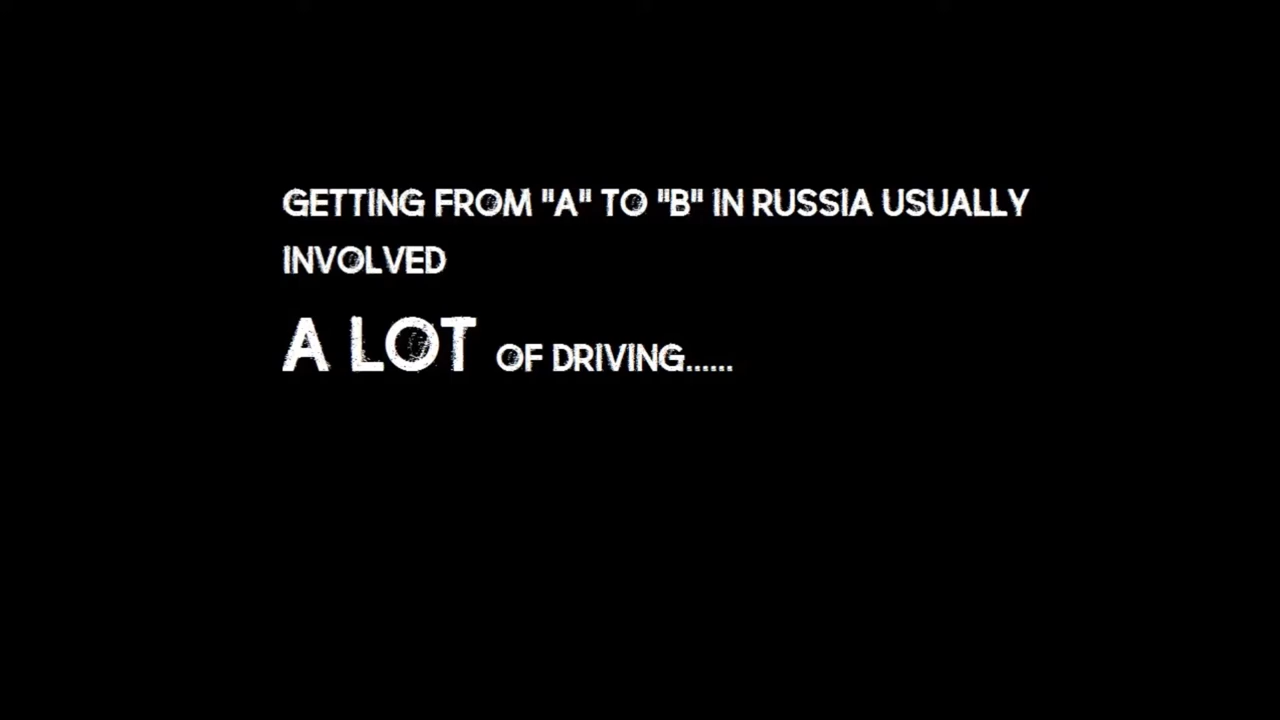 GETTING FROM "A" TO "B" IN RUSSIA USUALLY
INVOLVED
A LOT OF DRIVING......